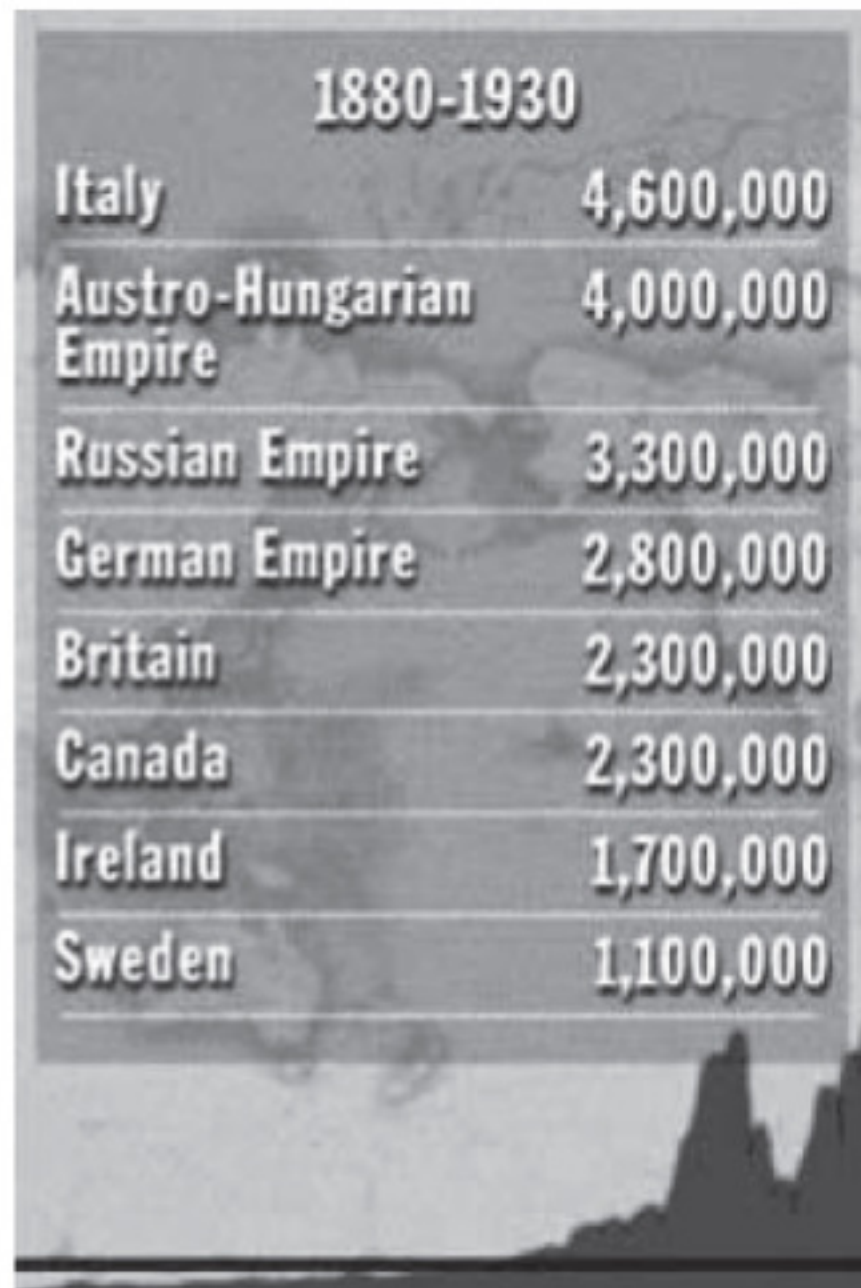 1880-1930
Italy 4,600,000
Austro-Hungarian 4,000,000
Empire
Russian Empire 3,300,000
German Empire 2,800,000
Britain 2,300,000
Canada 2,300,000
Ireland 1,700,000
Sweden 1,100,000